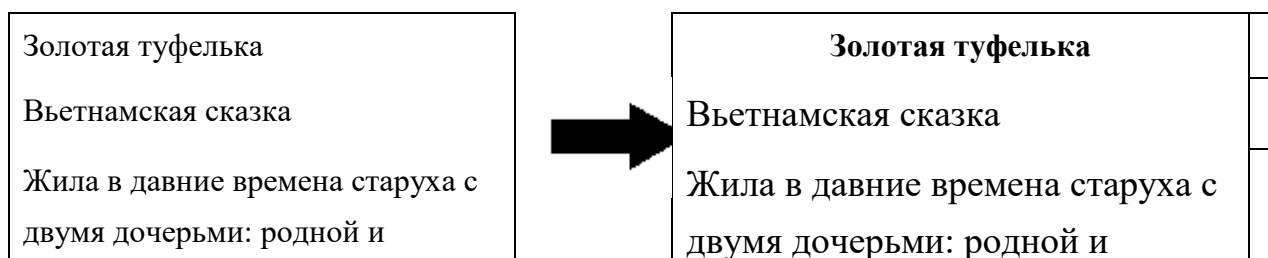 Золотая туфелька
Вьетнамская сказка
Жила в давние времена старуха с
двумя дочерьми: родной и
Золотая туфелька
Вьетнамская сказка
Жила в давние времена старуха с
двумя дочерьми: родной и